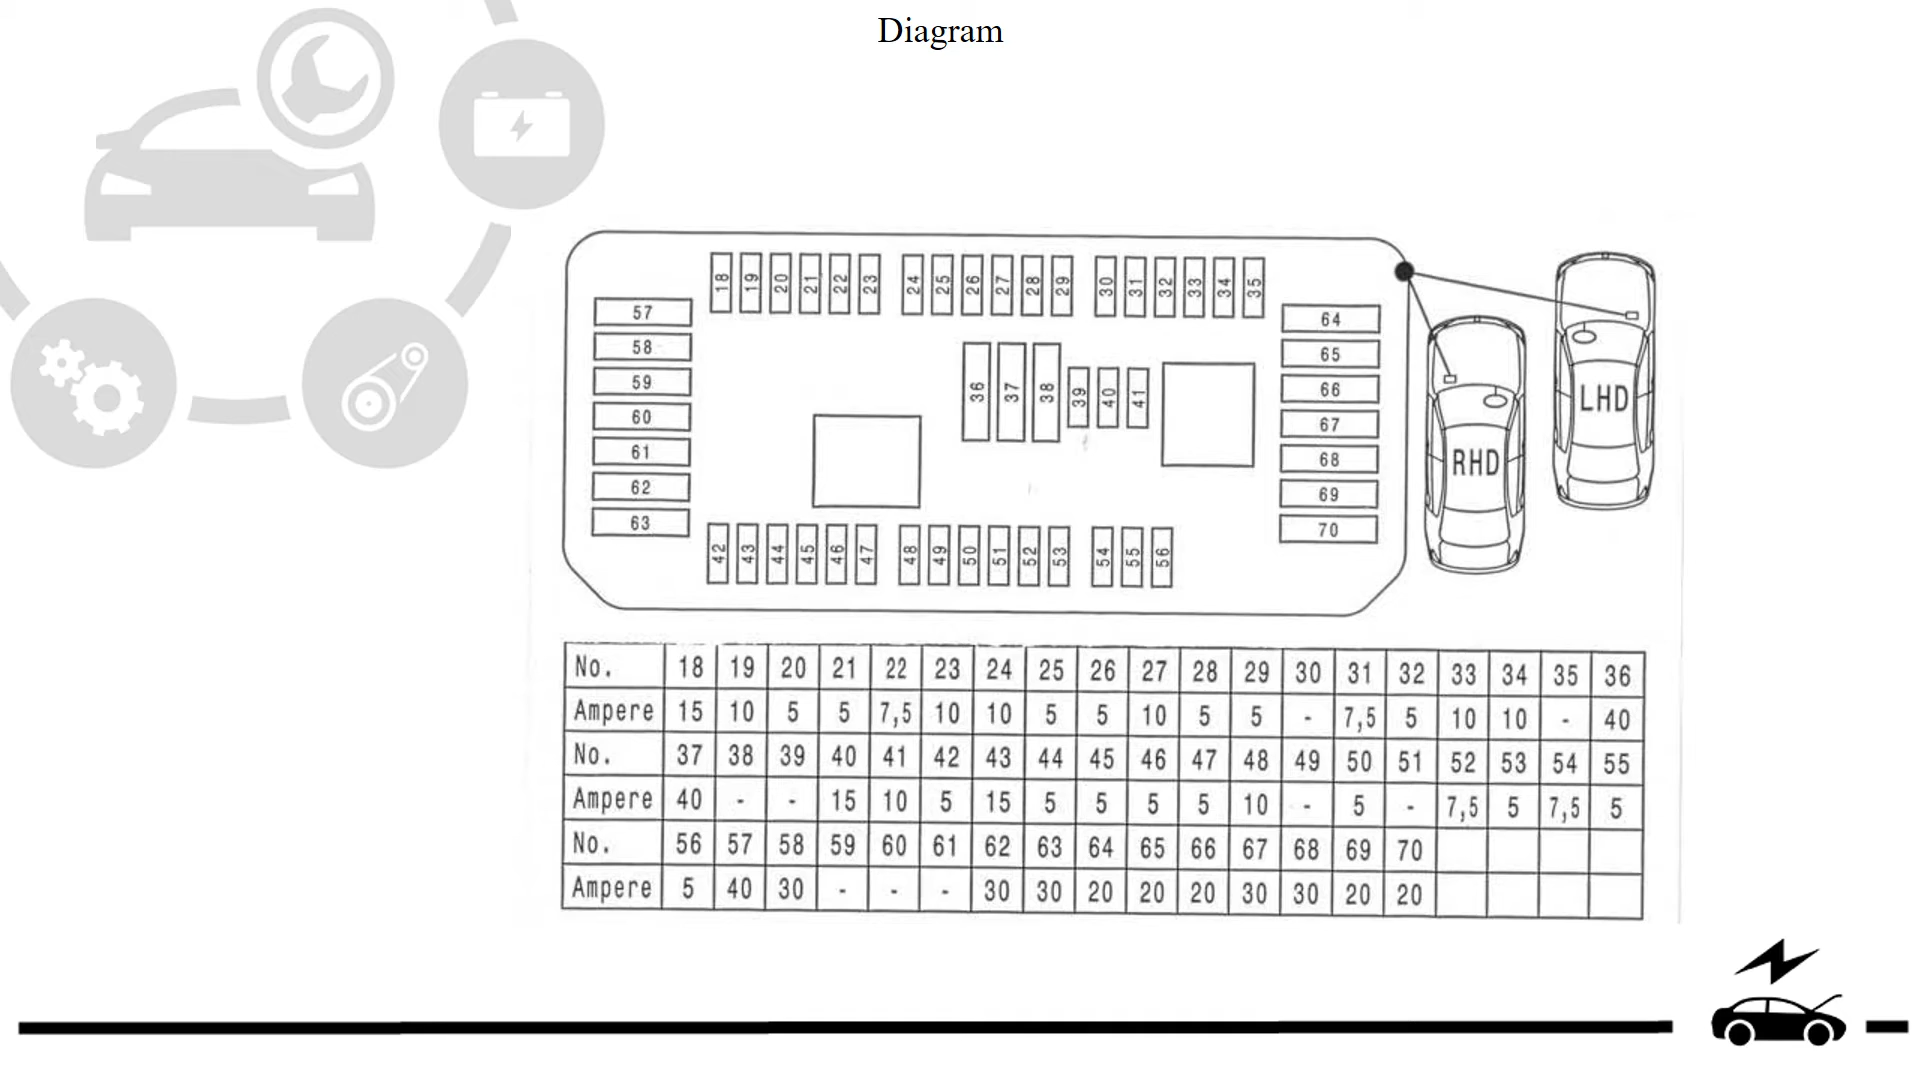 Diagram
18 19 20 21 22 23 24 25 26 27 28 29 30 31 32 33 34 35
57 64
58 65
59 66
60 67
61 68
62 69
63 70
36 37 38 39 40 41
LHD
RHD
42 43 44 45 46 47 48 49 50 51 52 53 54 55 56
No. 18 19 20 21 22 23 24 25 26 27 28 29 30 31 32 33 34 35 36
Ampere 15 10 5 5 7,5 10 10 5 5 10 5 5 - 7,5 5 10 10 - 40
No. 37 38 39 40 41 42 43 44 45 46 47 48 49 50 51 52 53 54 55
Ampere 40 - - 15 10 5 15 5 5 5 5 10 - 5 - 7,5 5 7,5 5
No. 56 57 58 59 60 61 62 63 64 65 66 67 68 69 70
Ampere 5 40 30 - - - 30 30 20 20 20 30 30 20 20